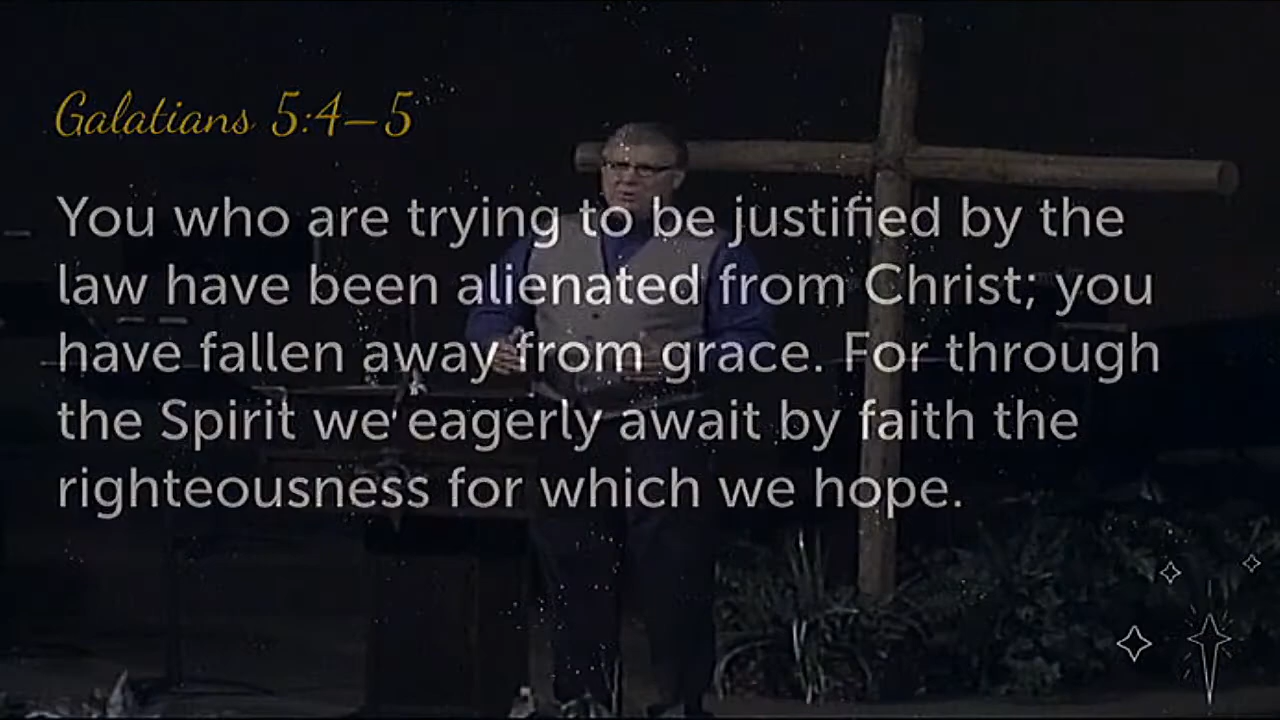 Galatians 5:4–5
You who are trying to be justified by the
law have been alienated from Christ; you
have fallen away from grace. For through
the Spirit we eagerly await by faith the
righteousness for which we hope.